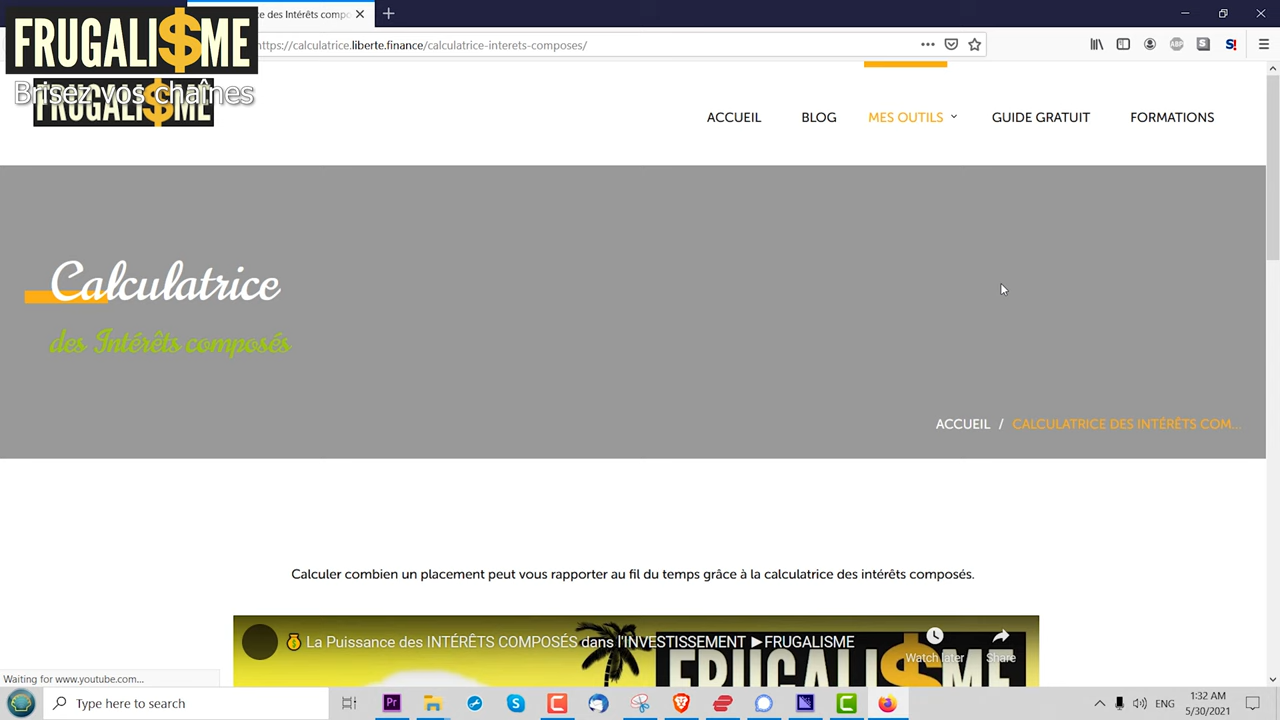 ce des Intérêts compo
FRUGALI$ME
Brisez vos chaînes
FRUGALI$ME
https://calculatrice.liberte.finance/calculatrice-interets-composes/
ACCUEIL
BLOG
MES OUTILS
GUIDE GRATUIT
FORMATIONS
Calculatrice
des Intérêts composés
ACCUEIL / CALCULATRICE DES INTÉRÊTS COM...
Calculer combien un placement peut vous rapporter au fil du temps grâce à la calculatrice des intérêts composés.
La Puissance des INTÉRÊTS COMPOSÉS dans l'INVESTISSEMENT ►FRUGALISME
Watch later
Share
FRUGALI$ME
Waiting for www.youtube.com...
Type here to search
Pr
ENG
1:32 AM
5/30/2021